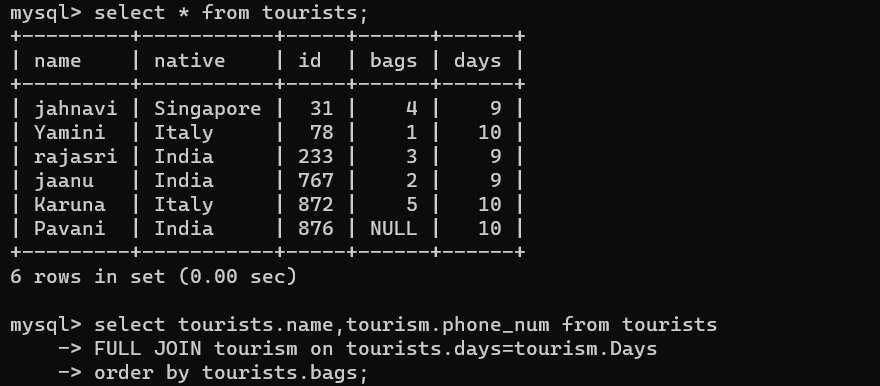 mysql> select * from tourists;
+---------+-----------+-----+------+------+
| name    | native    | id  | bags | days |
+---------+-----------+-----+------+------+
| jahnavi | Singapore |  31 |    4 |    9 |
| Yamini  | Italy     |  78 |    1 |   10 |
| rajasri | India     | 233 |    3 |    9 |
| jaanu   | India     | 767 |    2 |    9 |
| Karuna  | Italy     | 872 |    5 |   10 |
| Pavani  | India     | 876 | NULL |   10 |
+---------+-----------+-----+------+------+
6 rows in set (0.00 sec)

mysql> select tourists.name,tourism.phone_num from tourists
    -> FULL JOIN tourism on tourists.days=tourism.Days
    -> order by tourists.bags;